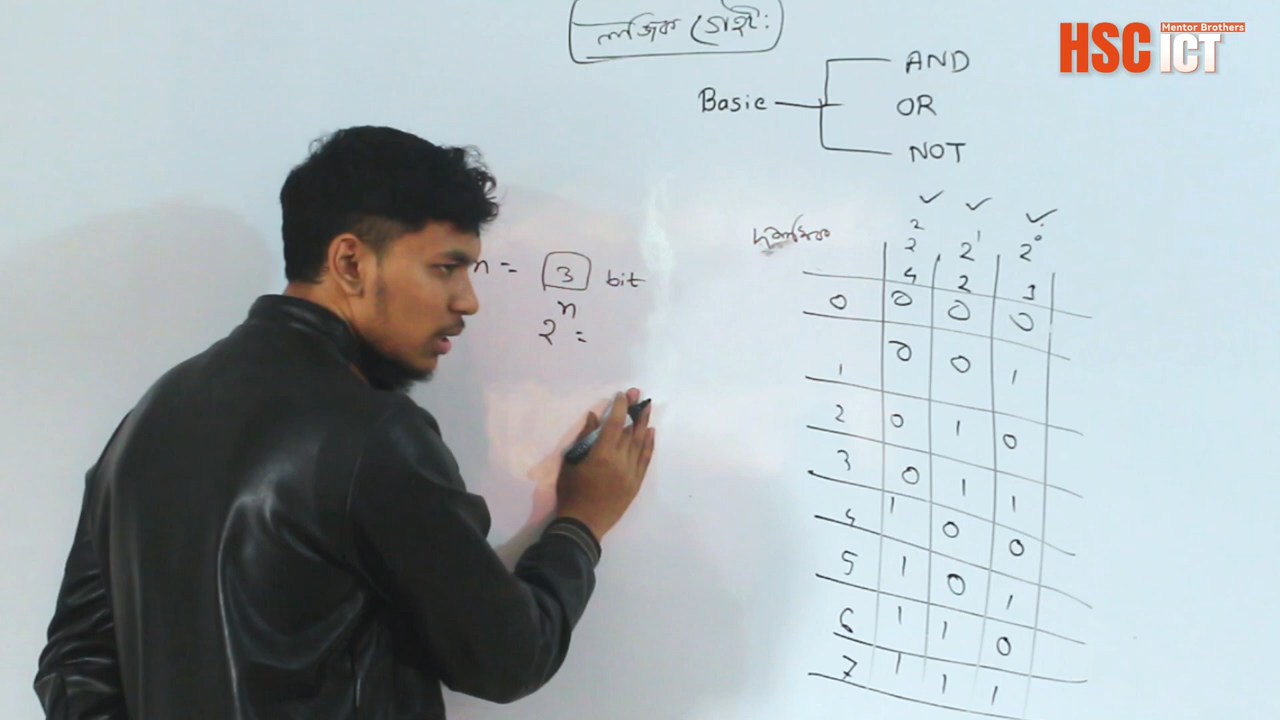 লজিক গেইট:
HSC ICT
Mentor Brothers
Basic
AND
OR
NOT
n = 3 bit
2ⁿ =
2² 2¹ 2⁰
4 2 1
0 0 0 0
1 0 0 1
2 0 1 0
3 0 1 1
4 1 0 0
5 1 0 1
6 1 1 0
7 1 1 1